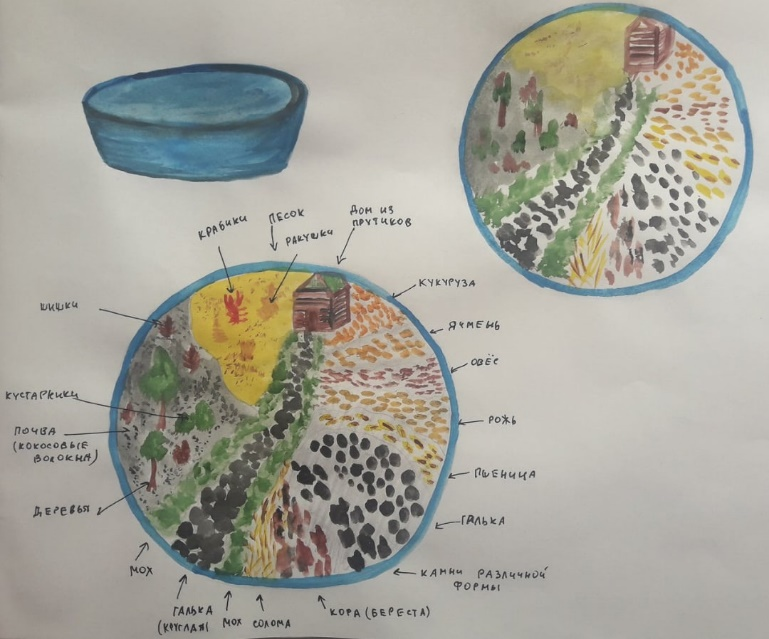 КРАБИКИ
ПЕСОК
РАКУШКИ
ДОМ ИЗ
ПРУТИКОВ
ШИШКИ
КУКУРУЗА
ЯЧМЕНЬ
ОВЁС
КУСТАРНИКИ
РОЖЬ
ПОЧВА
(КОКОСОВЫЕ
ВОЛОКНА)
ПШЕНИЦА
ДЕРЕВЬЯ
ГАЛЬКА
МОХ
КАМНИ РАЗЛИЧНОЙ
ФОРМЫ
ГАЛЬКА
(КРУГЛАЯ)
МОХ
СОЛОМА
КОРА (БЕРЕСТА)